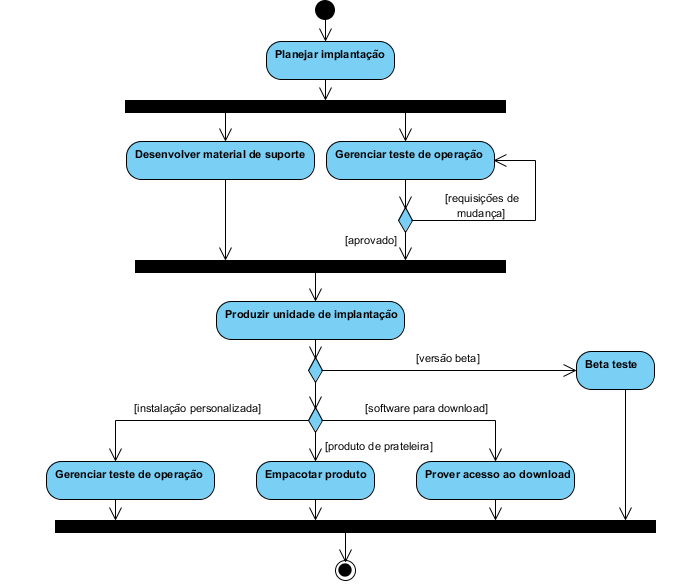 Planejar implantação
Desenvolver material de suporte
Gerenciar teste de operação
[requisições de
mudança]
[aprovado]
Produzir unidade de implantação
[versão beta]
Beta teste
[instalação personalizada]
[software para download]
[produto de prateleira]
Gerenciar teste de operação
Empacotar produto
Prover acesso ao download